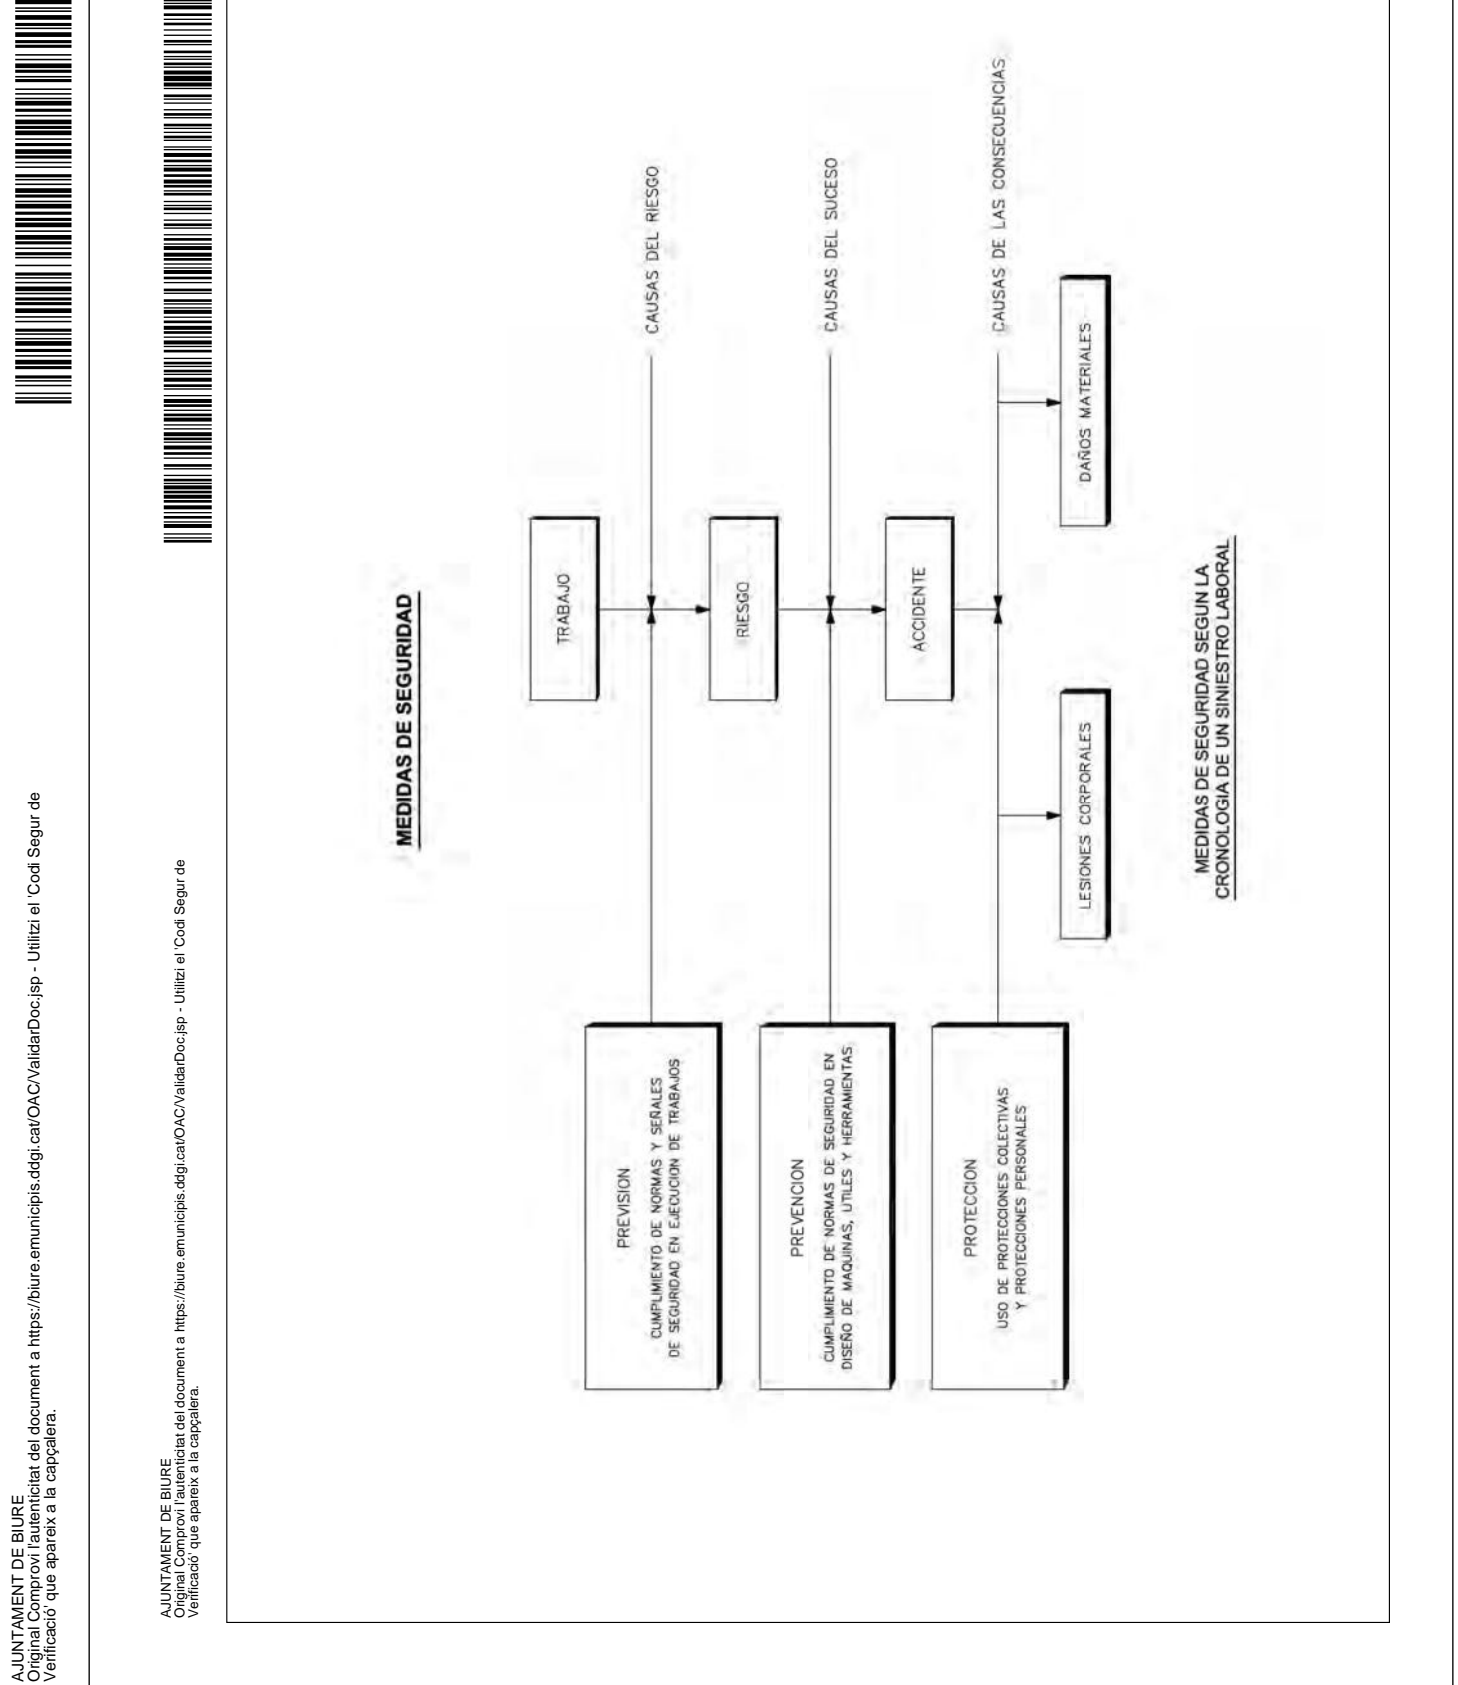 AJUNTAMENT DE BIURE
Original Comprovi l'autenticitat del document a https://biure.emunicipis.ddgi.cat/OAC/ValidarDoc.jsp - Utilitzi el 'Codi Segur de
Verificació' que apareix a la capçalera.
AJUNTAMENT DE BIURE
Original Comprovi l'autenticitat del document a https://biure.emunicipis.ddgi.cat/OAC/ValidarDoc.jsp - Utilitzi el 'Codi Segur de
Verificació' que apareix a la capçalera.
MEDIDAS DE SEGURIDAD
TRABAJO
PREVISION
CUMPLIMIENTO DE NORMAS Y SEÑALES
DE SEGURIDAD EN EJECUCION DE TRABAJOS
CAUSAS DEL RIESGO
RIESGO
PREVENCION
CUMPLIMIENTO DE NORMAS DE SEGURIDAD EN
DISEÑO DE MAQUINAS, UTILES Y HERRAMIENTAS
CAUSAS DEL SUCESO
ACCIDENTE
PROTECCION
USO DE PROTECCIONES COLECTIVAS
Y PROTECCIONES PERSONALES
CAUSAS DE LAS CONSECUENCIAS
LESIONES CORPORALES
DAÑOS MATERIALES
MEDIDAS DE SEGURIDAD SEGUN LA
CRONOLOGIA DE UN SINIESTRO LABORAL